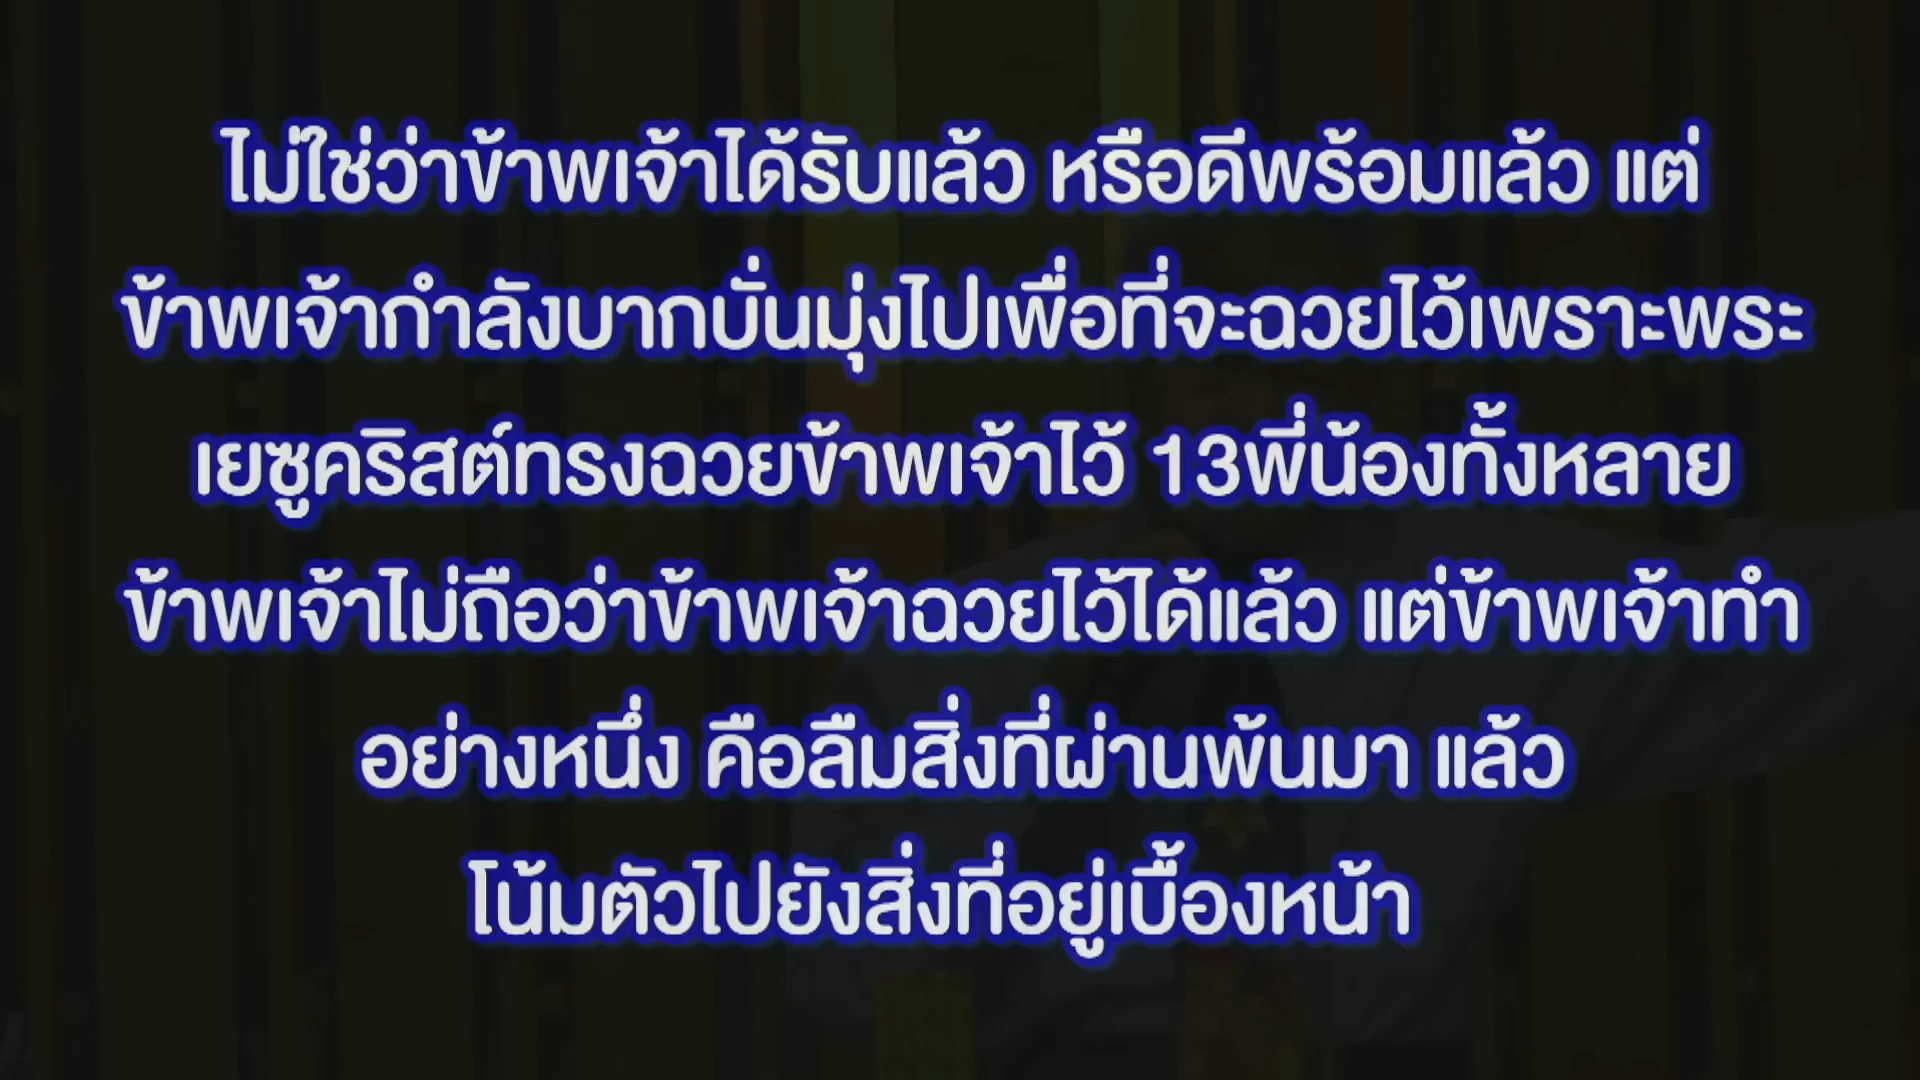 ไม่ใช่ว่าข้าพเจ้าได้รับแล้ว หรือดีพร้อมแล้ว แต่
ข้าพเจ้ากำลังบากบั่นมุ่งไปเพื่อที่จะฉวยไว้เพราะพระ
เยซูคริสต์ทรงฉวยข้าพเจ้าไว้ 13พี่น้องทั้งหลาย
ข้าพเจ้าไม่ถือว่าข้าพเจ้าฉวยไว้ได้แล้ว แต่ข้าพเจ้าทำ
อย่างหนึ่ง คือลืมสิ่งที่ผ่านพ้นมา แล้ว
โน้มตัวไปยังสิ่งที่อยู่เบื้องหน้า